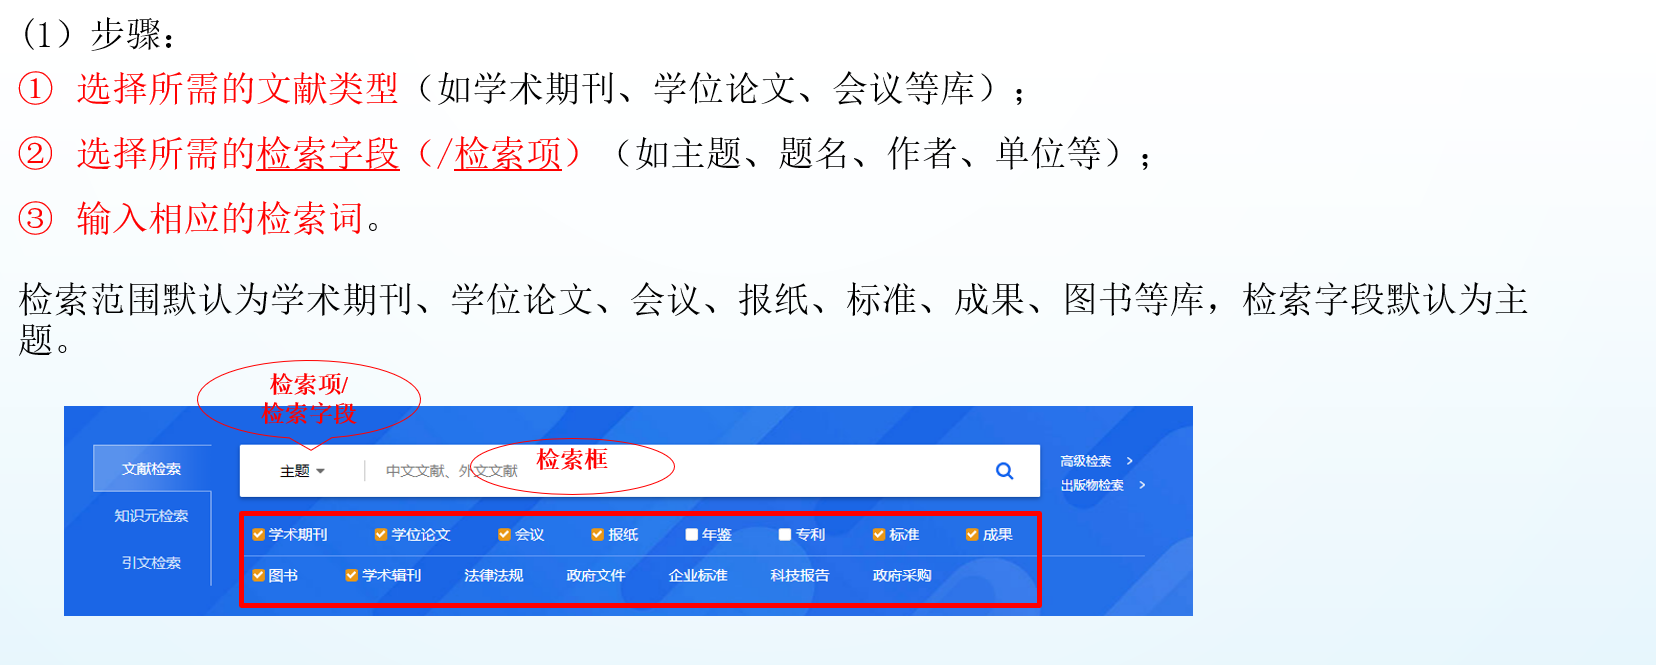 (1）步骤：
① 选择所需的文献类型（如学术期刊、学位论文、会议等库）；
② 选择所需的检索字段（/检索项）（如主题、题名、作者、单位等）；
③ 输入相应的检索词。
检索范围默认为学术期刊、学位论文、会议、报纸、标准、成果、图书等库，检索字段默认为主
题。
检索项/
检索字段
文献检索
主题
中文文献、外文文献
检索框
高级检索 >
出版物检索 >
知识元检索
引文检索
学术期刊 学位论文 会议 报纸 年鉴 专利 标准 成果
图书 学术辑刊 法律法规 政府文件 企业标准 科技报告 政府采购